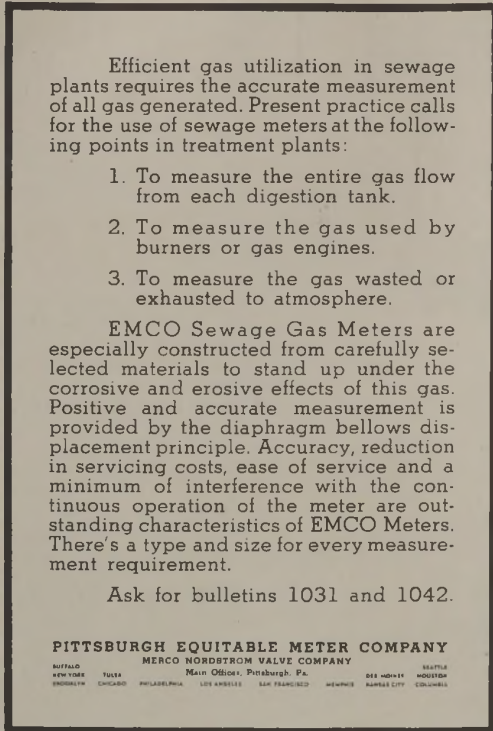 Efficient gas utilization in sewage
plants requires the accurate measurement
of all gas generated. Present practice calls
for the use of sewage meters at the follow-
ing points in treatment plants:
1. To measure the entire gas flow
from each digestion tank.
2. To measure the gas used by
burners or gas engines.
3. To measure the gas wasted or
exhausted to atmosphere.
EMCO Sewage Gas Meters are
especially constructed from carefully se-
lected materials to stand up under the
corrosive and erosive effects of this gas.
Positive and accurate measurement is
provided by the diaphragm bellows dis-
placement principle. Accuracy, reduction
in servicing costs, ease of service and a
minimum of interference with the con-
tinuous operation of the meter are out-
standing characteristics of EMCO Meters.
There's a type and size for every measure-
ment requirement.
Ask for bulletins 1031 and 1042.
PITTSBURGH EQUITABLE METER COMPANY
MERCO NORDSTROM VALVE COMPANY
BUFFALO Main Offices, Pittsburgh, Pa. SEATTLE
NEW YORK TULSA DES MOINES HOUSTON
BROOKLYN CHICAGO PHILADELPHIA LOS ANGELES SAN FRANCISCO MEMPHIS KANSAS CITY COLUMBIA